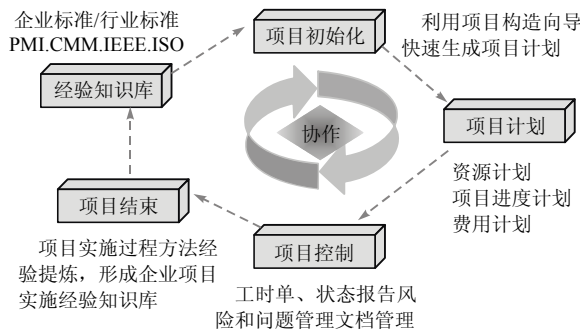 企业标准/行业标准
PMI.CMM.IEEE.ISO
经验知识库
项目初始化
利用项目构造向导
快速生成项目计划
协作
项目计划
资源计划
项目进度计划
费用计划
项目结束
项目实施过程方法经
验提炼，形成企业项目
实施经验知识库
项目控制
工时单、状态报告风
险和问题管理文档管理